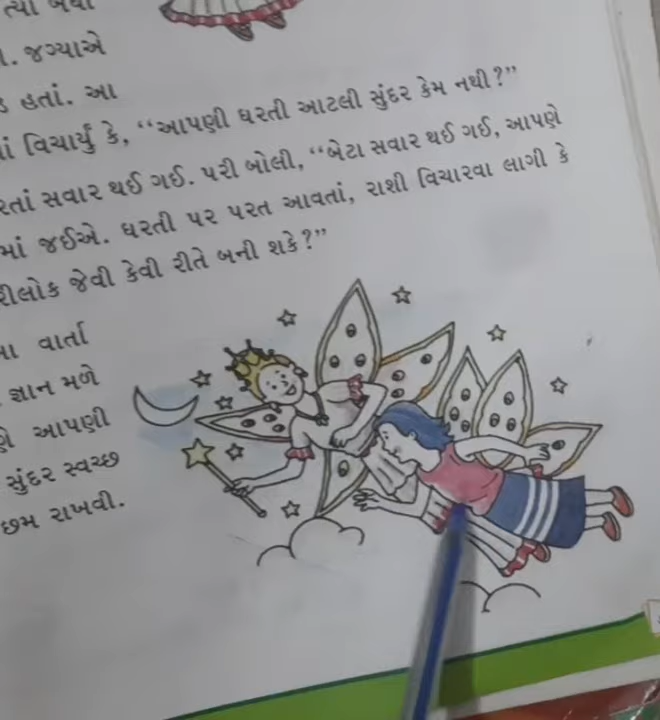 ત્યાં બધાં
. જગ્યાએ
હતાં. આ
વિચાર્યું કે, “આપણી ધરતી આટલી સુંદર કેમ નથી?”
સવાર થઈ ગઈ. પરી બોલી, “બેટા સવાર થઈ ગઈ, આપણે
માં જઈએ. ધરતી પર પરત આવતાં, રાશી વિચારવા લાગી કે
જેવી કેવી રીતે બની શકે?”
વાર્તા
જ્ઞાન મળે
આપણી
સુંદર સ્વચ્છ
રાખવી.